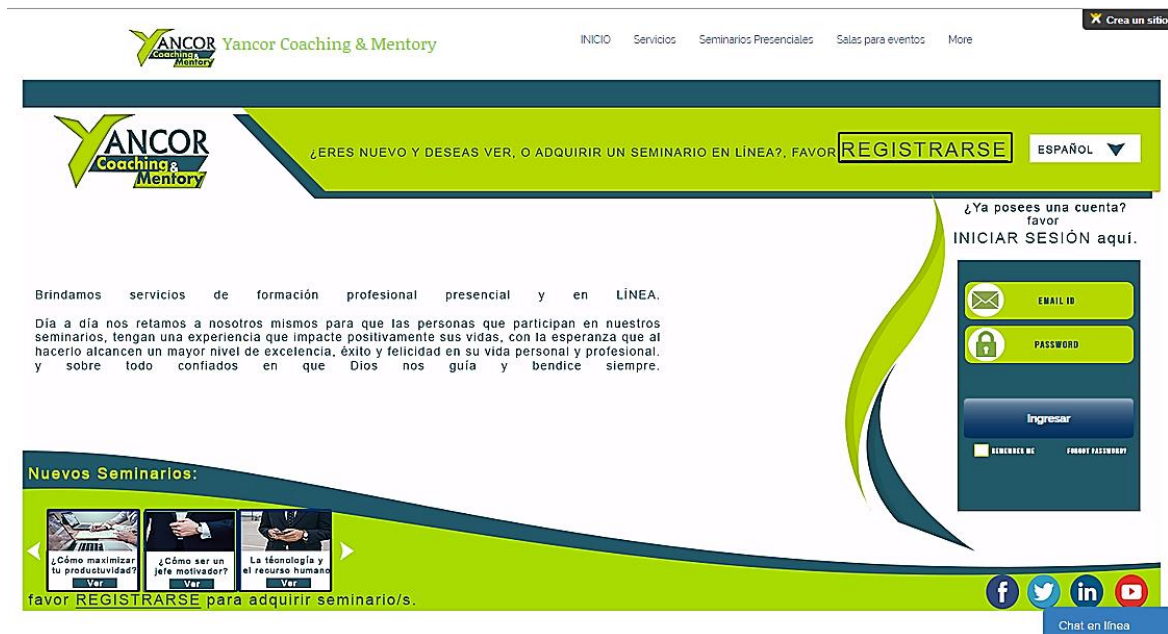 Crea un sitio
YANCOR
Coaching &
Mentory
Yancor Coaching & Mentory
INICIO
Servicios
Seminarios Presenciales
Salas para eventos
More
YANCOR
Coaching &
Mentory
¿ERES NUEVO Y DESEAS VER, O ADQUIRIR UN SEMINARIO EN LÍNEA?, FAVOR REGISTRARSE
ESPAÑOL
¿Ya posees una cuenta?
favor
INICIAR SESIÓN aquí.
Brindamos servicios de formación profesional presencial y en LÍNEA.
Día a día nos retamos a nosotros mismos para que las personas que participan en nuestros
seminarios, tengan una experiencia que impacte positivamente sus vidas, con la esperanza que al
hacerlo alcancen un mayor nivel de excelencia, éxito y felicidad en su vida personal y profesional.
y sobre todo confiados en que Dios nos guía y bendice siempre.
EMAIL ID
PASSWORD
Ingresar
REMEMBER ME
FORGOT PASSWORD?
Nuevos Seminarios:
¿Cómo maximizar
tu productuvidad?
Ver
¿Cómo ser un
jefe motivador?
Ver
La técnología y
el recurso humano
Ver
favor REGISTRARSE para adquirir seminario/s.
Chat en línea